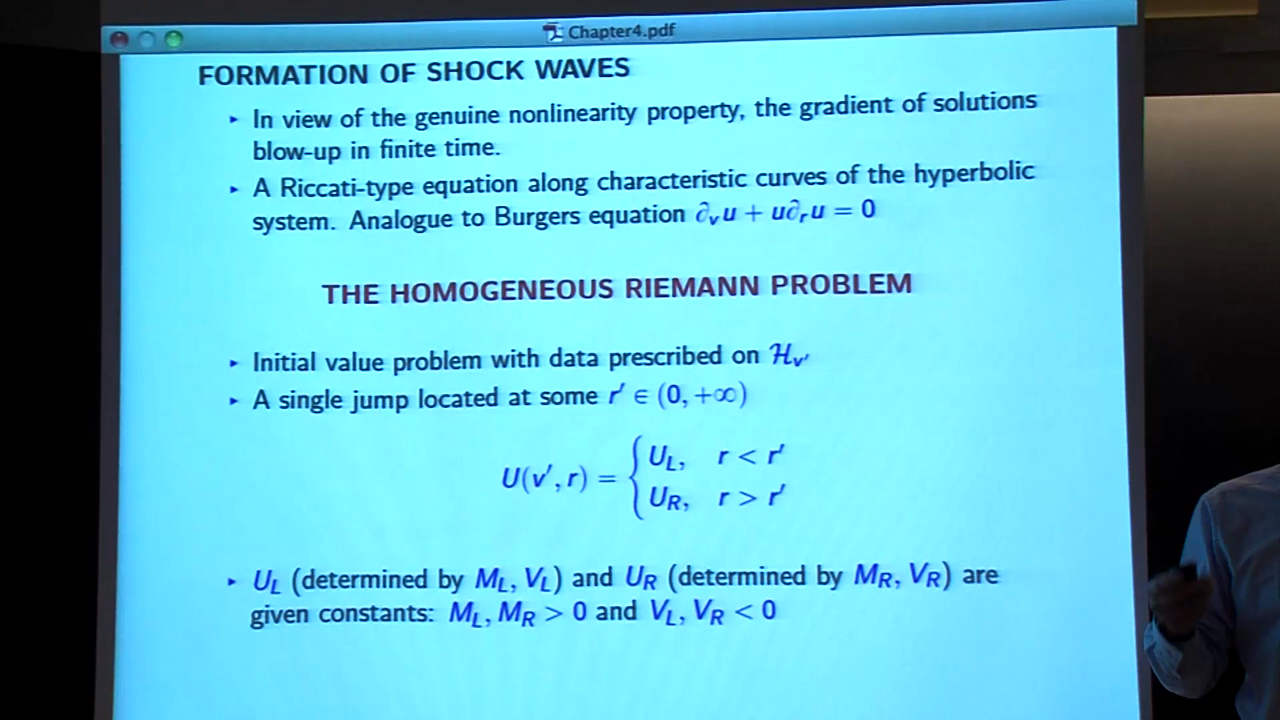 Chapter4.pdf
FORMATION OF SHOCK WAVES
▸ In view of the genuine nonlinearity property, the gradient of solutions
blow-up in finite time.
▸ A Riccati-type equation along characteristic curves of the hyperbolic
system. Analogue to Burgers equation ∂ᵥu + u∂ᵣu = 0
THE HOMOGENEOUS RIEMANN PROBLEM
▸ Initial value problem with data prescribed on ℋ_v′
▸ A single jump located at some r′ ∈ (0, +∞)
U(v′, r) = { U_L, r < r′
U_R, r > r′
▸ U_L (determined by M_L, V_L) and U_R (determined by M_R, V_R) are
given constants: M_L, M_R > 0 and V_L, V_R < 0